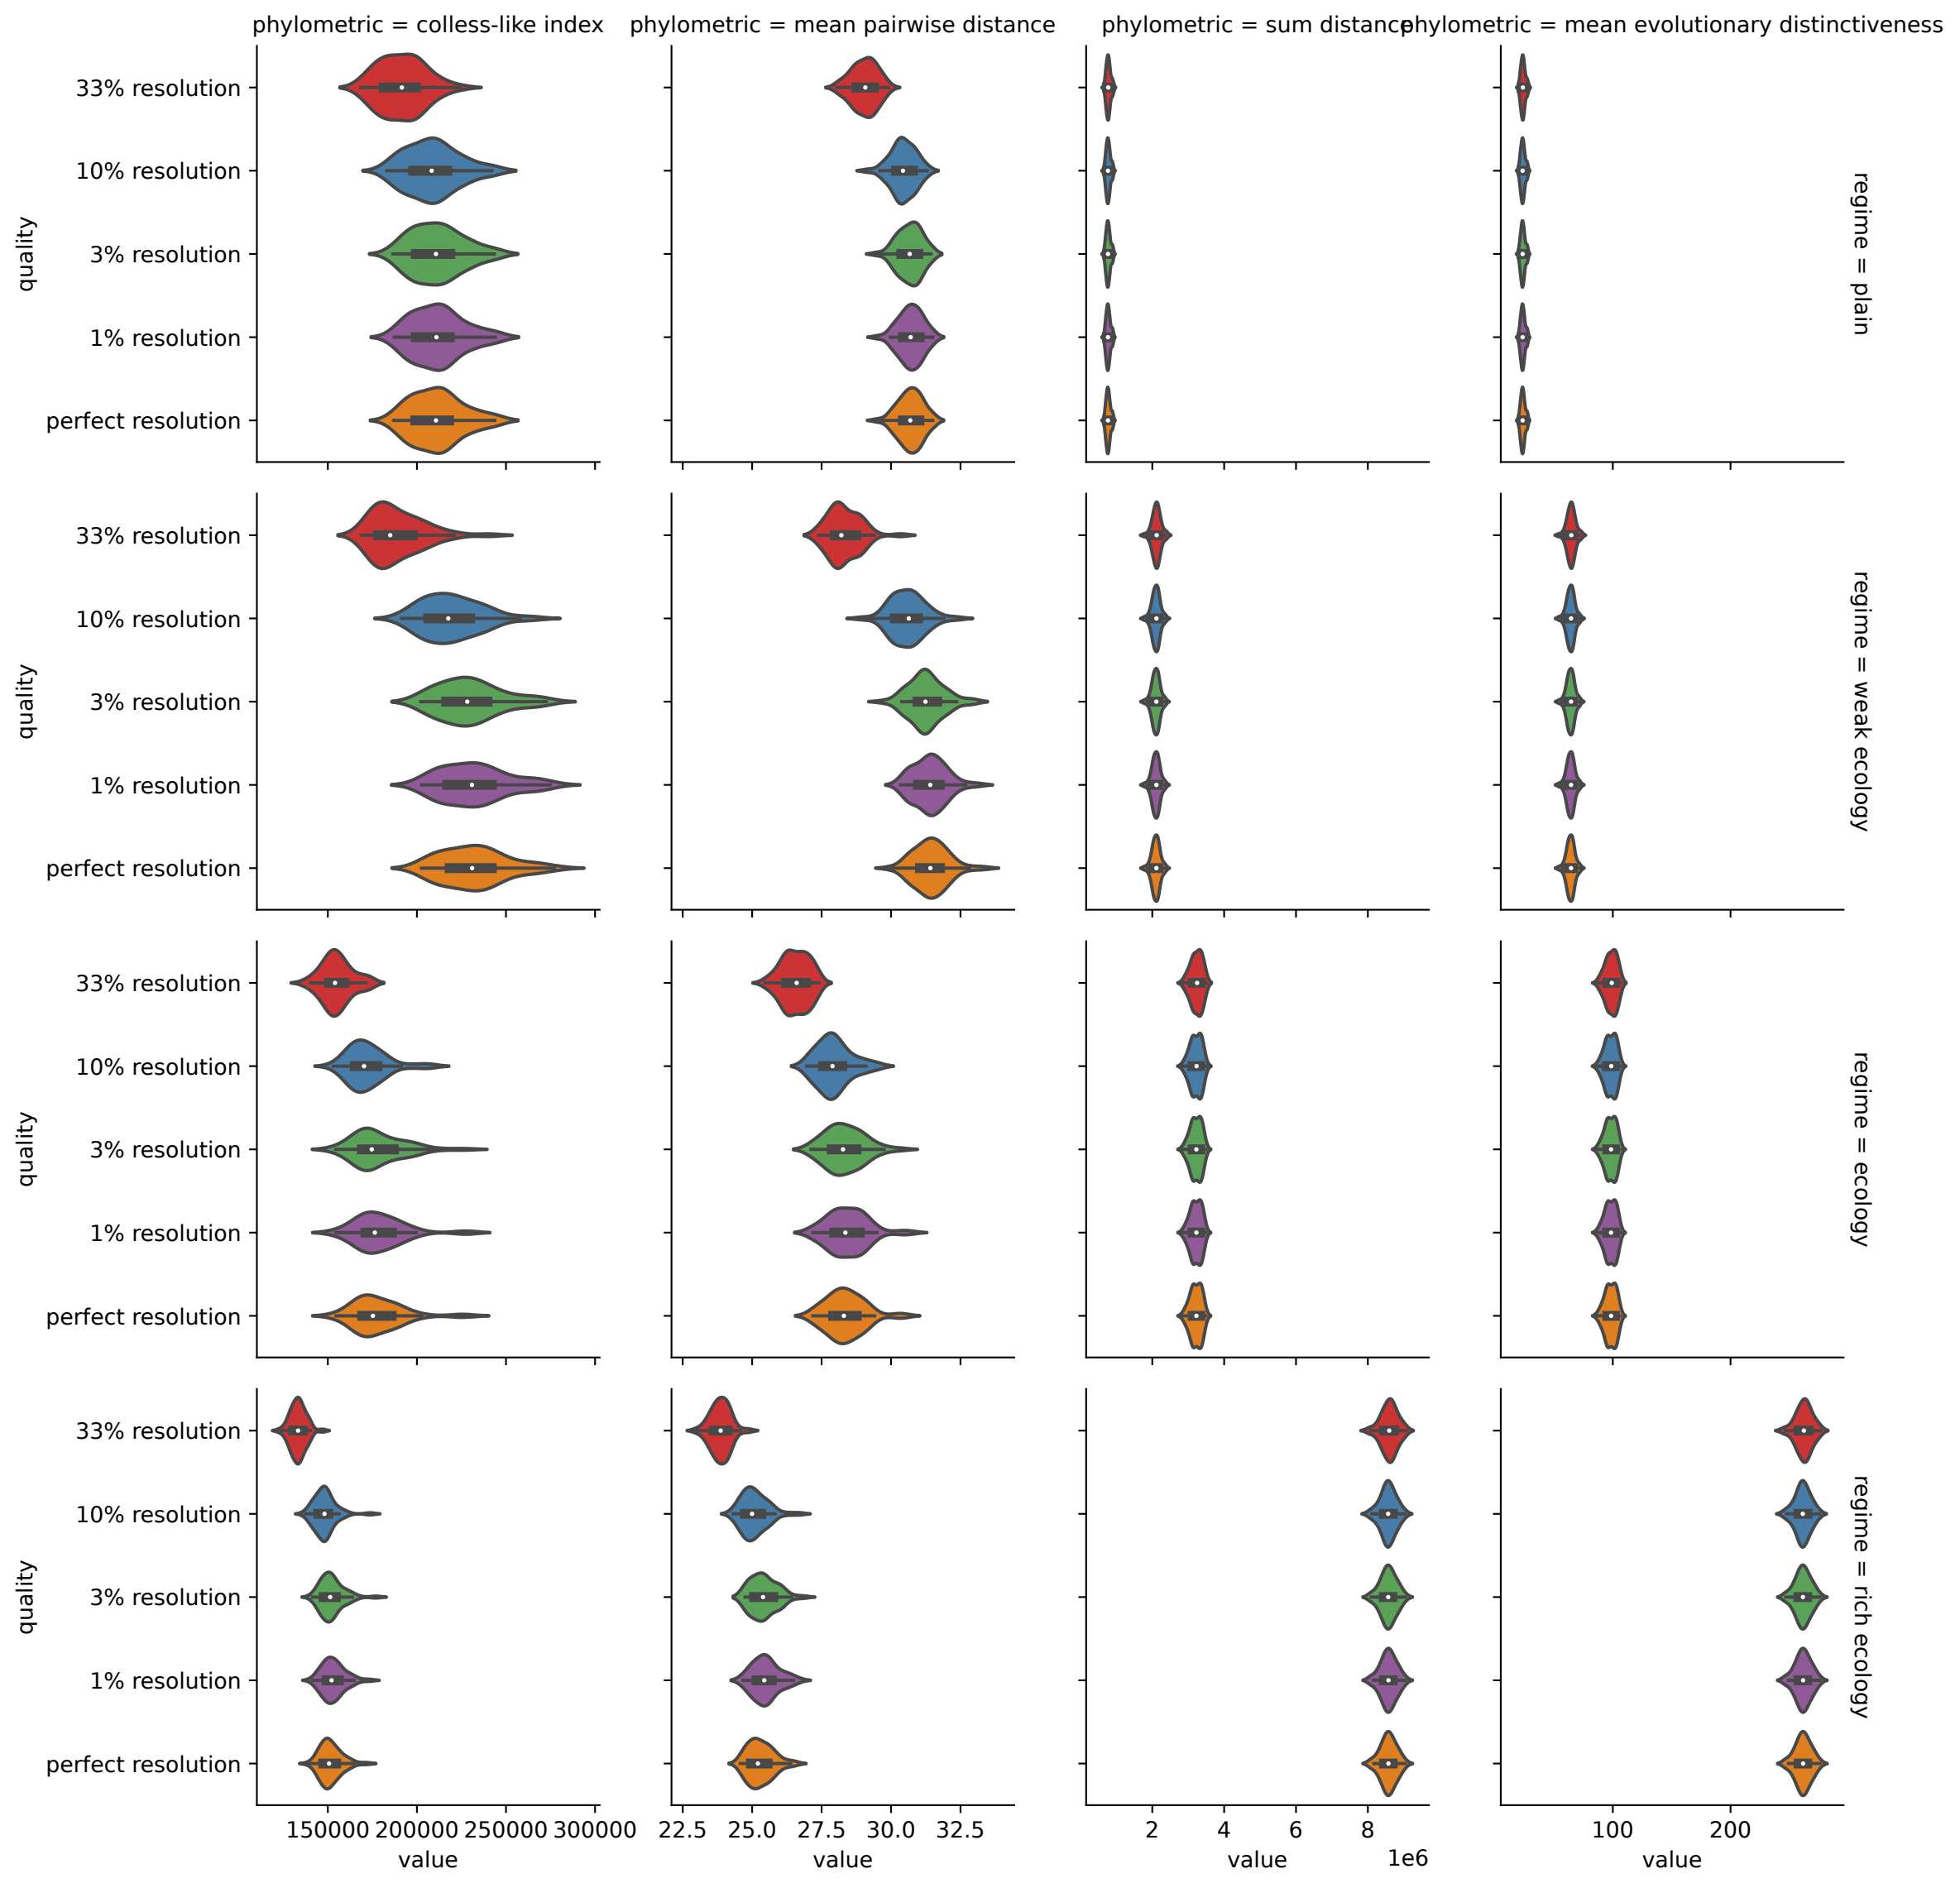 phylometric = colless-like index
phylometric = mean pairwise distance
phylometric = sum distance
phylometric = mean evolutionary distinctiveness
quality
33% resolution
10% resolution
3% resolution
1% resolution
perfect resolution
regime = plain
quality
33% resolution
10% resolution
3% resolution
1% resolution
perfect resolution
regime = weak ecology
quality
33% resolution
10% resolution
3% resolution
1% resolution
perfect resolution
regime = ecology
quality
33% resolution
10% resolution
3% resolution
1% resolution
perfect resolution
regime = rich ecology
150000 200000 250000 300000
value
22.5 25.0 27.5 30.0 32.5
value
2 4 6 8
1e6
value
100 200
value